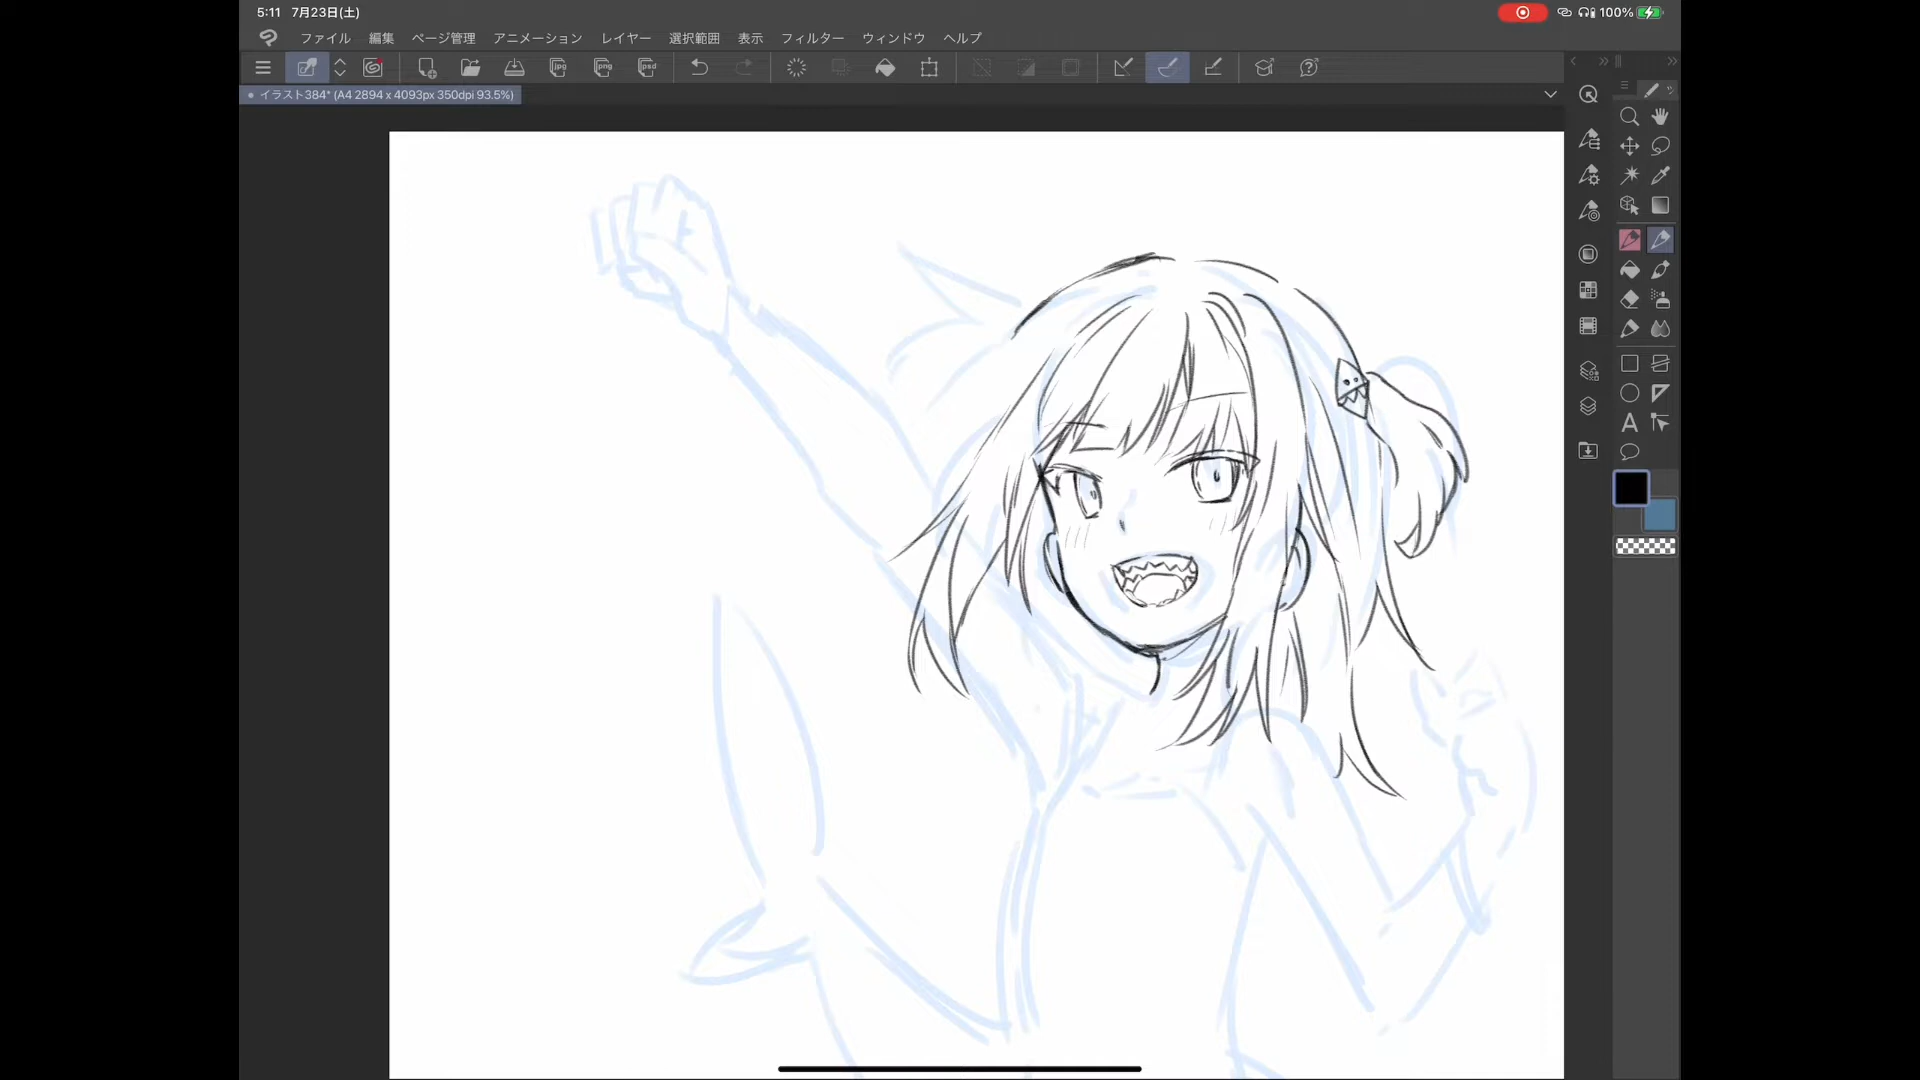 5:11 7月23日(土)
100%
ファイル 編集 ページ管理 アニメーション レイヤー 選択範囲 表示 フィルター ウィンドウ ヘルプ
jpg png psd
イラスト384* (A4 2894 x 4093px 350dpi 93.5%)